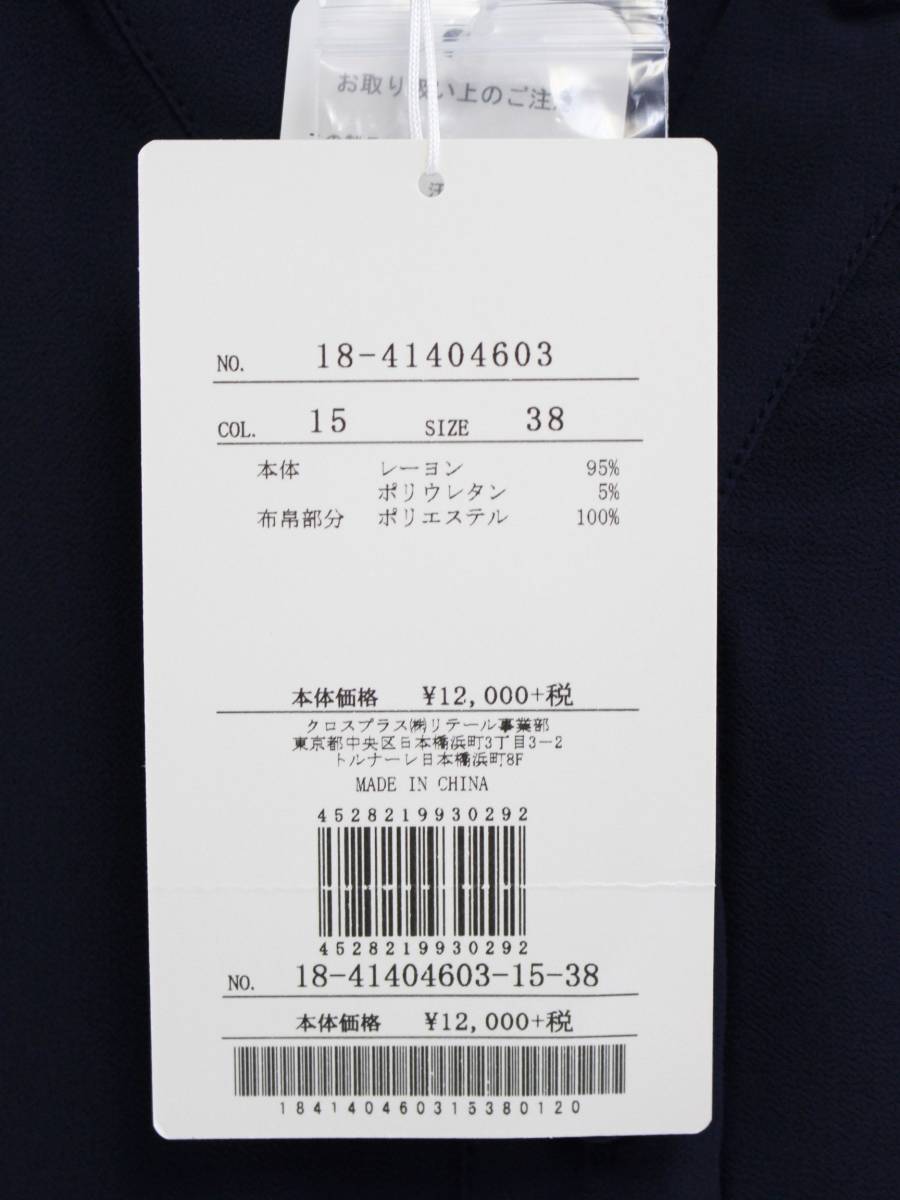 お取り扱い上のご注
NO. 18-41404603
COL. 15 SIZE 38
本体 レーヨン 95%
ポリウレタン 5%
布帛部分 ポリエステル 100%
本体価格 ¥12,000+税
クロスプラス㈱リテール事業部
東京都中央区日本橋浜町3丁目3-2
トルナーレ日本橋浜町8F
MADE IN CHINA
4528219930292
4528219930292
NO. 18-41404603-15-38
本体価格 ¥12,000+税
184140460315380120